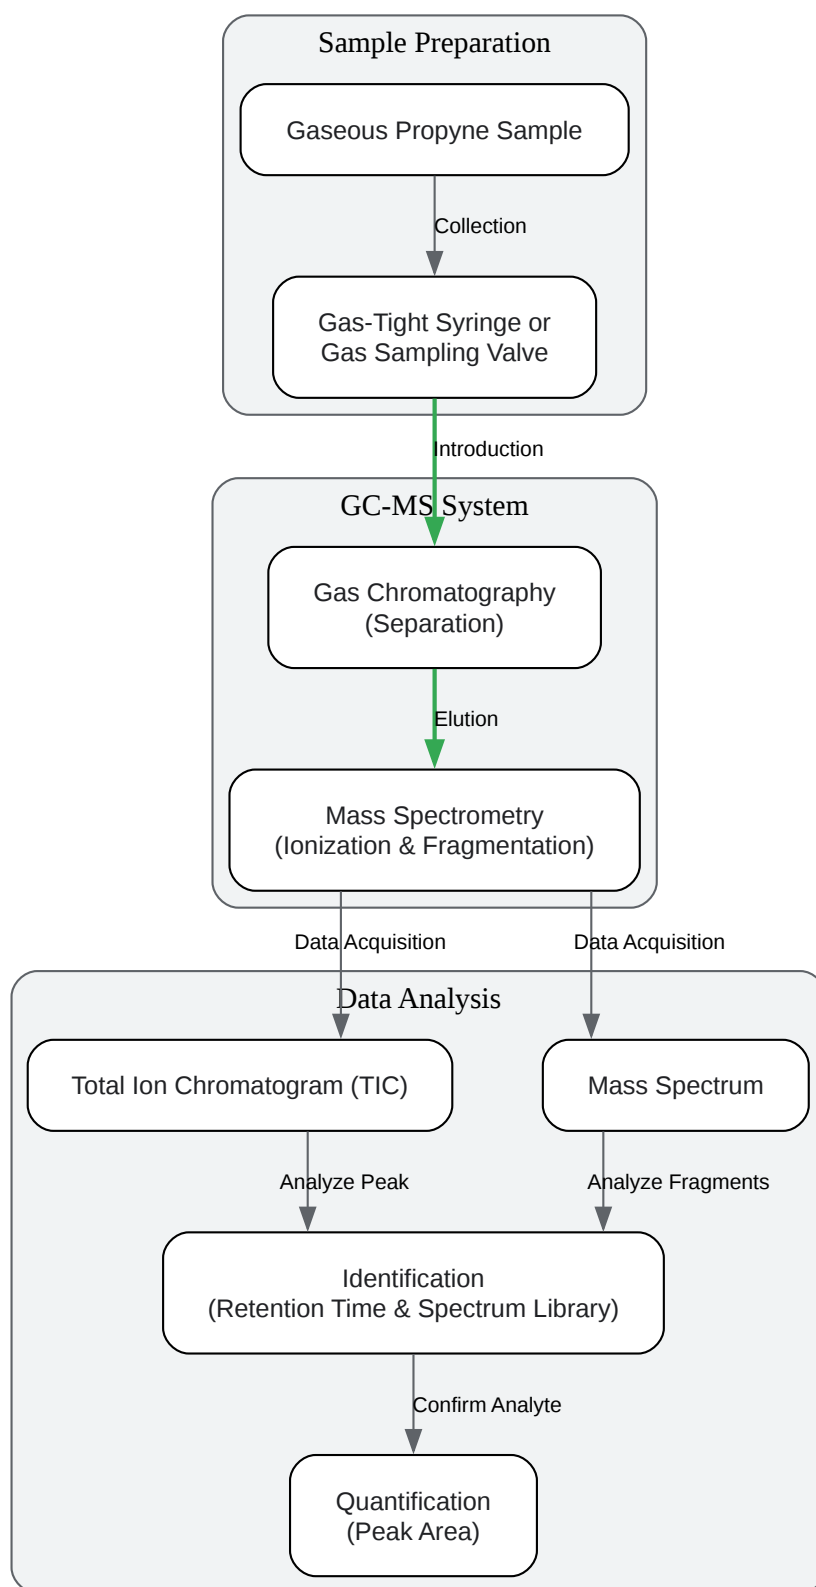 Sample Preparation
Gaseous Propyne Sample
Collection
Gas-Tight Syringe or
Gas Sampling Valve
Introduction
GC-MS System
Gas Chromatography
(Separation)
Elution
Mass Spectrometry
(Ionization & Fragmentation)
Data Acquisition
Data Acquisition
Data Analysis
Total Ion Chromatogram (TIC)
Mass Spectrum
Analyze Peak
Analyze Fragments
Identification
(Retention Time & Spectrum Library)
Confirm Analyte
Quantification
(Peak Area)